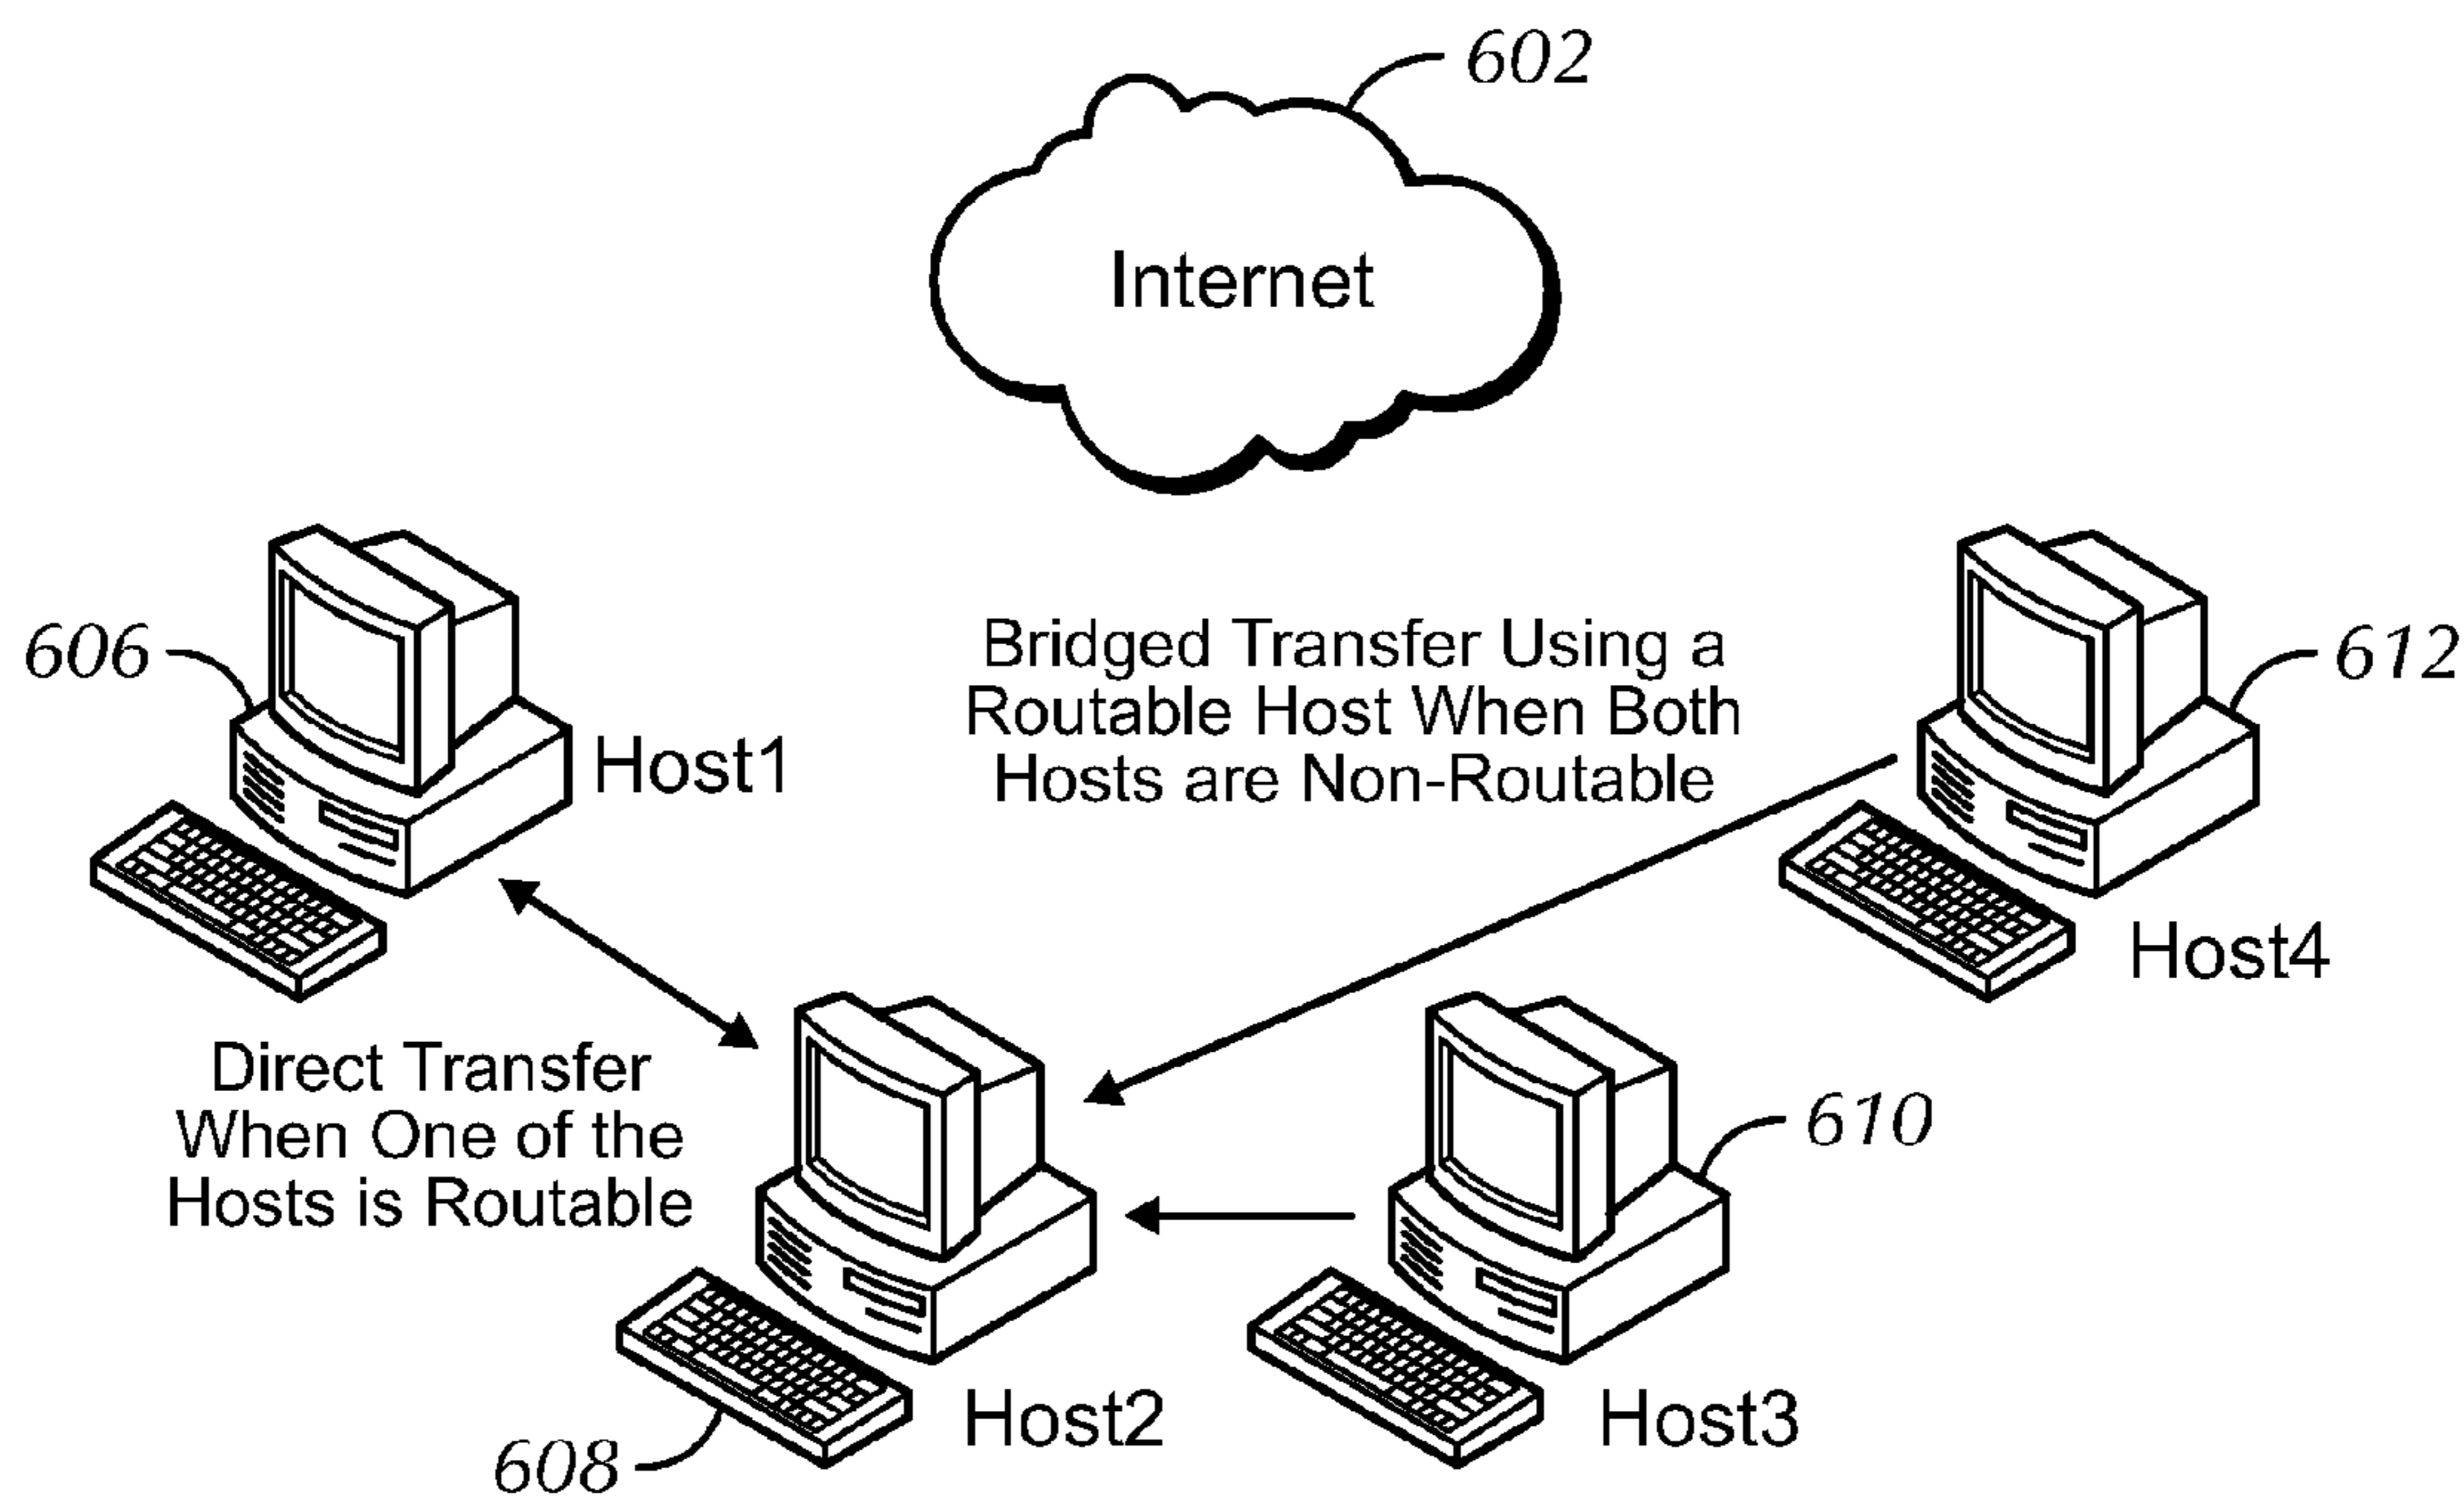 602
Internet
606
Host1
Bridged Transfer Using a
Routable Host When Both
Hosts are Non-Routable
612
Host4
Direct Transfer
When One of the
Hosts is Routable
610
608
Host2
Host3